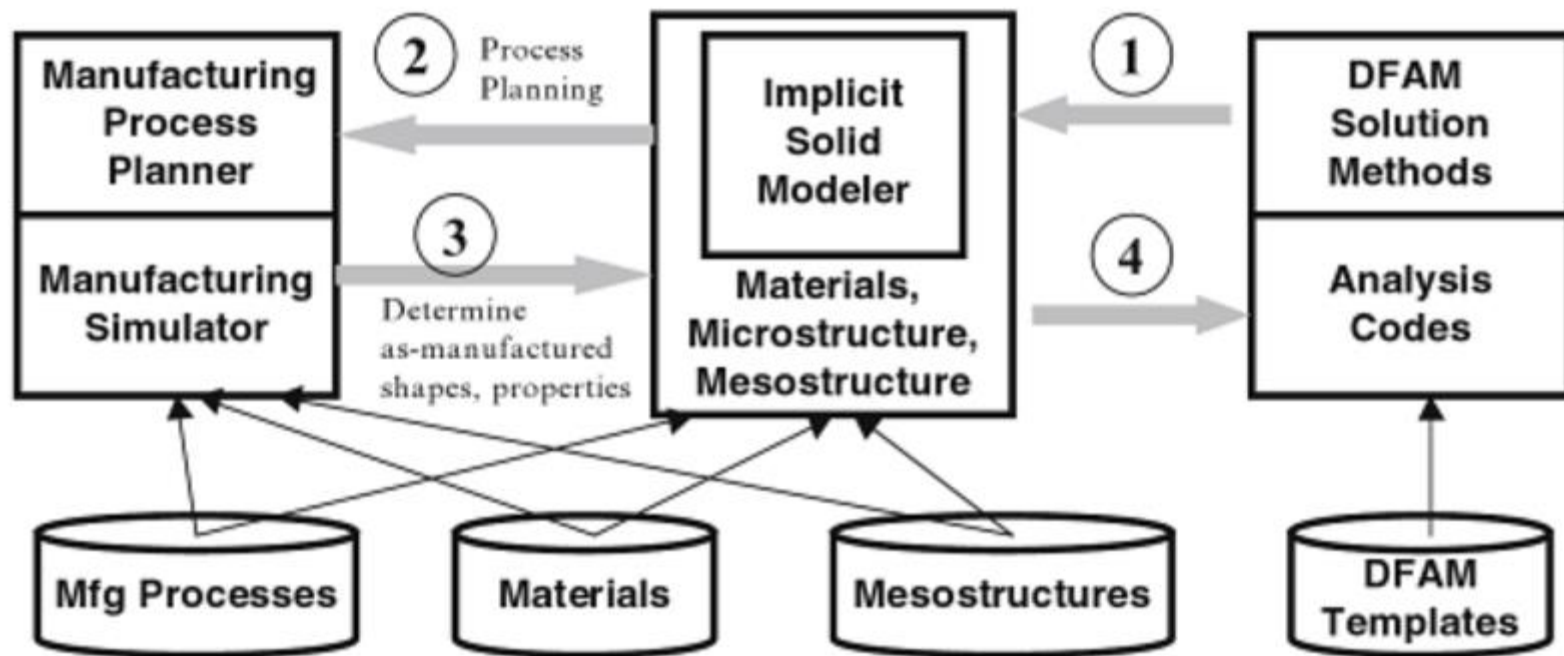 Manufacturing
Process
Planner
Manufacturing
Simulator
2
Process
Planning
3
Determine
as-manufactured
shapes, properties
Implicit
Solid
Modeler
Materials,
Microstructure,
Mesostructure
1
4
DFAM
Solution
Methods
Analysis
Codes
Mfg Processes
Materials
Mesostructures
DFAM
Templates